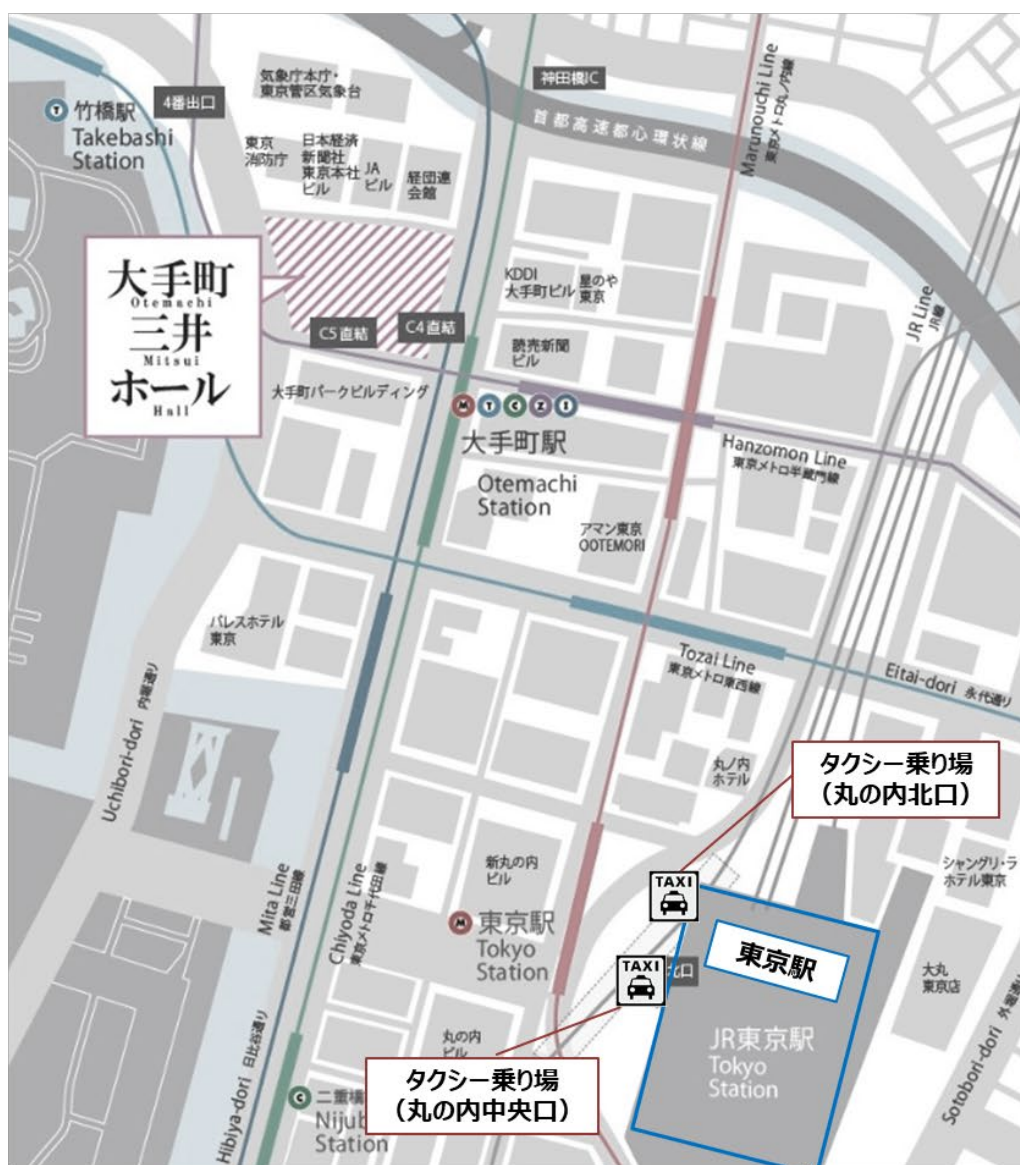 気象庁本庁・
東京管区気象台
神田橋IC
竹橋駅
Takebashi
Station
4番出口
首都高速都心環状線
Marunouchi Line
東京メトロ丸ノ内線
東京
消防庁
日本経済
新聞社
東京本社
ビル
JA
ビル
経団連
会館
大手町
Otemachi
三井
Mitsui
ホール
Hall
KDDI
大手町ビル
星のや
東京
JR Line
JR線
C5直結
C4直結
読売新聞
ビル
大手町パークビルディング
M T C Z I
大手町駅
Otemachi
Station
Hanzomon Line
東京メトロ半蔵門線
アマン東京
OOTEMORI
パレスホテル
東京
Tozai Line
東京メトロ東西線
Eitai-dori 永代通り
Uchibori-dori 内堀通り
丸ノ内
ホテル
タクシー乗り場
（丸の内北口）
Mita Line
都営三田線
Chiyoda Line
東京メトロ千代田線
新丸の内
ビル
シャングリ・ラ
ホテル東京
TAXI
東京駅
Tokyo
Station
東京駅
TAXI
北口
大丸
東京店
丸の内
ビル
JR東京駅
Tokyo
Station
タクシー乗り場
（丸の内中央口）
Sotobori-dori 外堀通り
Hibiya-dori 日比谷通り
二重橋
Nijub
Station